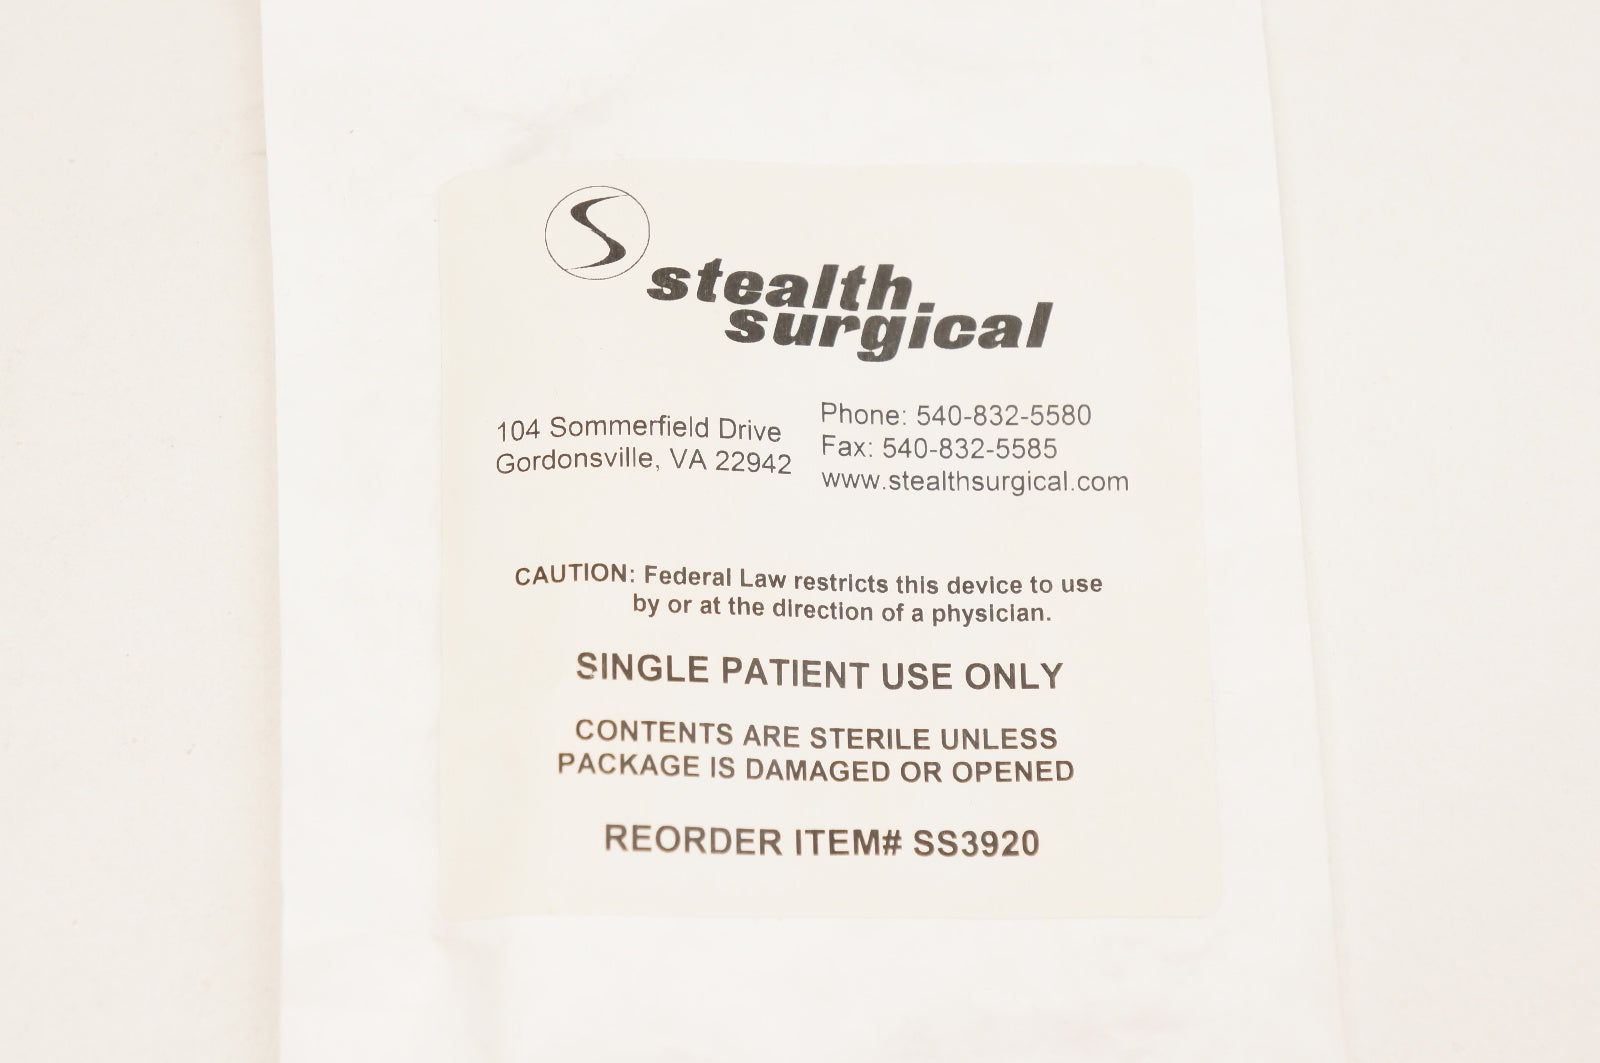 stealth
surgical
104 Sommerfield Drive
Gordonsville, VA 22942
Phone: 540-832-5580
Fax: 540-832-5585
www.stealthsurgical.com
CAUTION: Federal Law restricts this device to use
by or at the direction of a physician.
SINGLE PATIENT USE ONLY
CONTENTS ARE STERILE UNLESS
PACKAGE IS DAMAGED OR OPENED
REORDER ITEM# SS3920